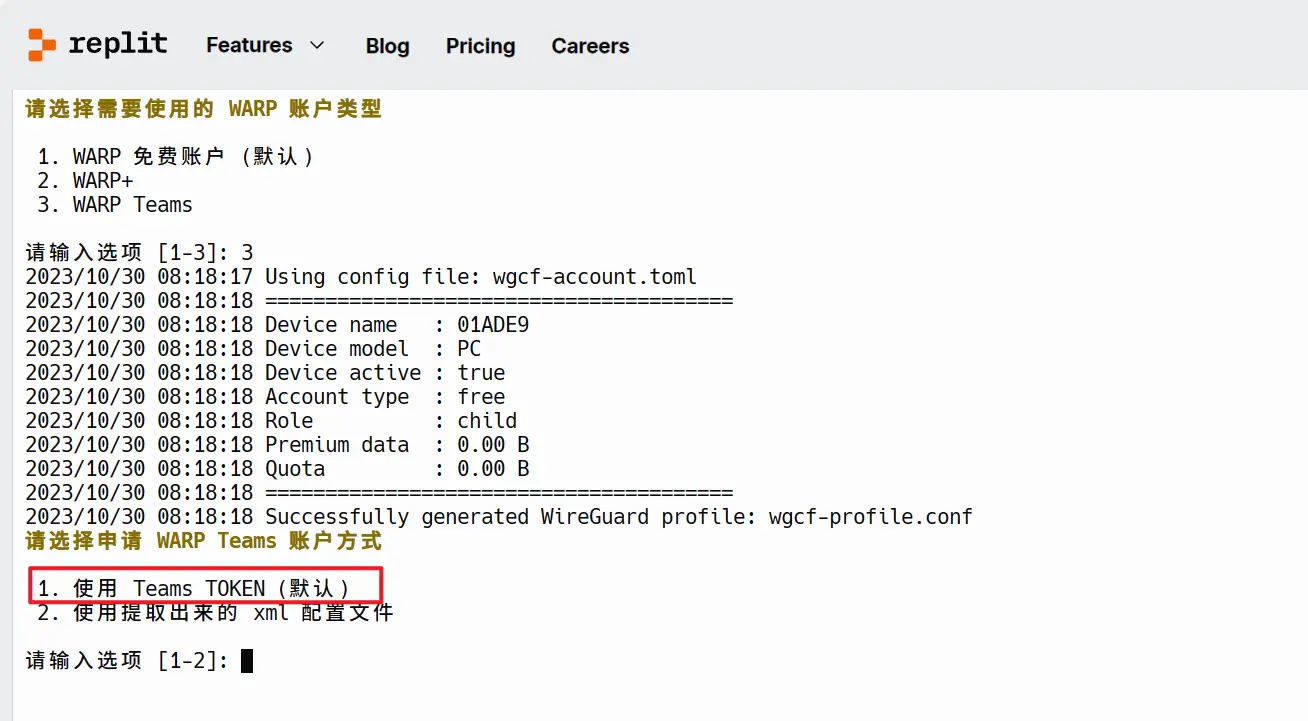 replit Features Blog Pricing Careers
请选择需要使用的 WARP 账户类型
1. WARP 免费账户 (默认)
2. WARP+
3. WARP Teams
请输入选项 [1-3]: 3
2023/10/30 08:18:17 Using config file: wgcf-account.toml
2023/10/30 08:18:18 =======================================
2023/10/30 08:18:18 Device name   : 01ADE9
2023/10/30 08:18:18 Device model  : PC
2023/10/30 08:18:18 Device active : true
2023/10/30 08:18:18 Account type  : free
2023/10/30 08:18:18 Role          : child
2023/10/30 08:18:18 Premium data  : 0.00 B
2023/10/30 08:18:18 Quota         : 0.00 B
2023/10/30 08:18:18 =======================================
2023/10/30 08:18:18 Successfully generated WireGuard profile: wgcf-profile.conf
请选择申请 WARP Teams 账户方式
1. 使用 Teams TOKEN (默认)
2. 使用提取出来的 xml 配置文件
请输入选项 [1-2]: